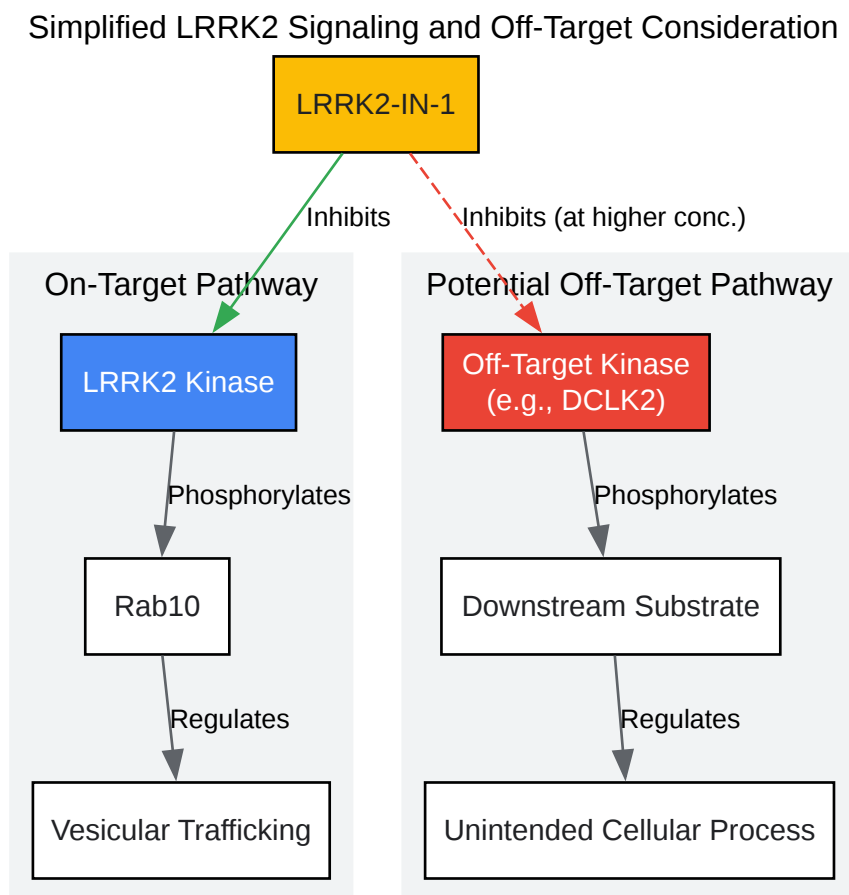 Simplified LRRK2 Signaling and Off-Target Consideration
LRRK2-IN-1
Inhibits
Inhibits (at higher conc.)
On-Target Pathway
LRRK2 Kinase
Phosphorylates
Rab10
Regulates
Vesicular Trafficking
Potential Off-Target Pathway
Off-Target Kinase
(e.g., DCLK2)
Phosphorylates
Downstream Substrate
Regulates
Unintended Cellular Process